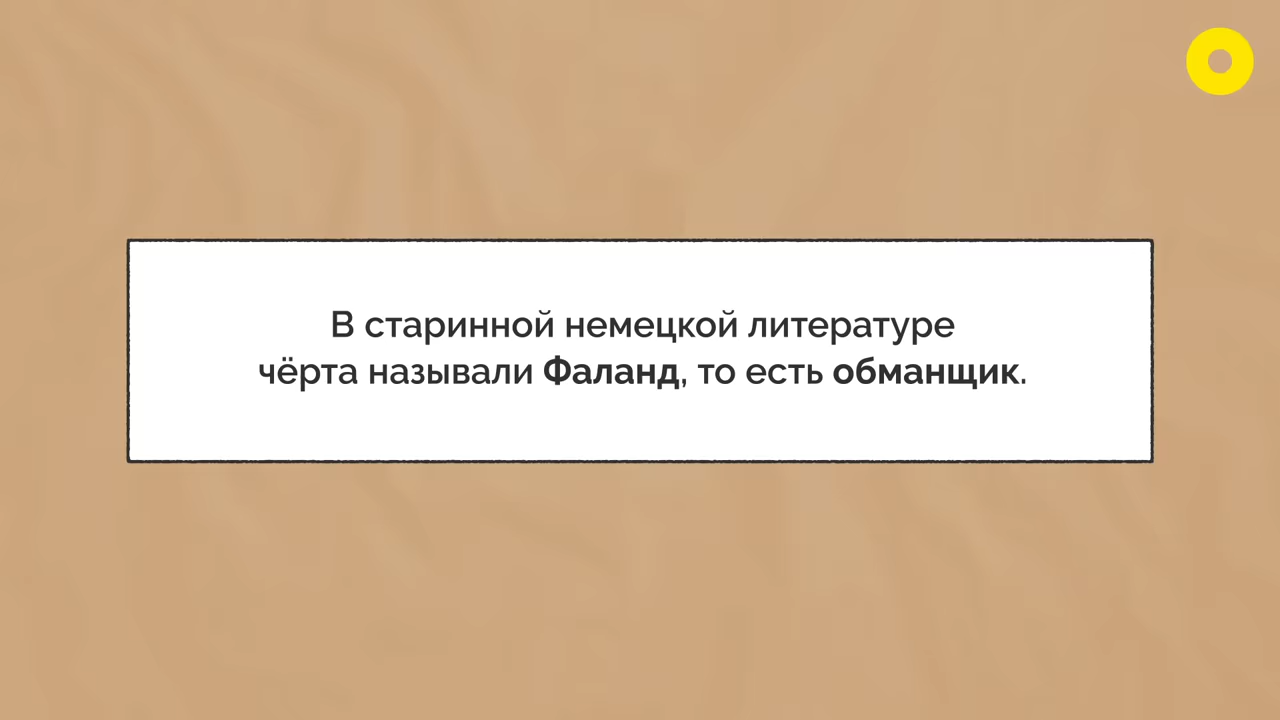 В старинной немецкой литературе
чёрта называли Фаланд, то есть обманщик.